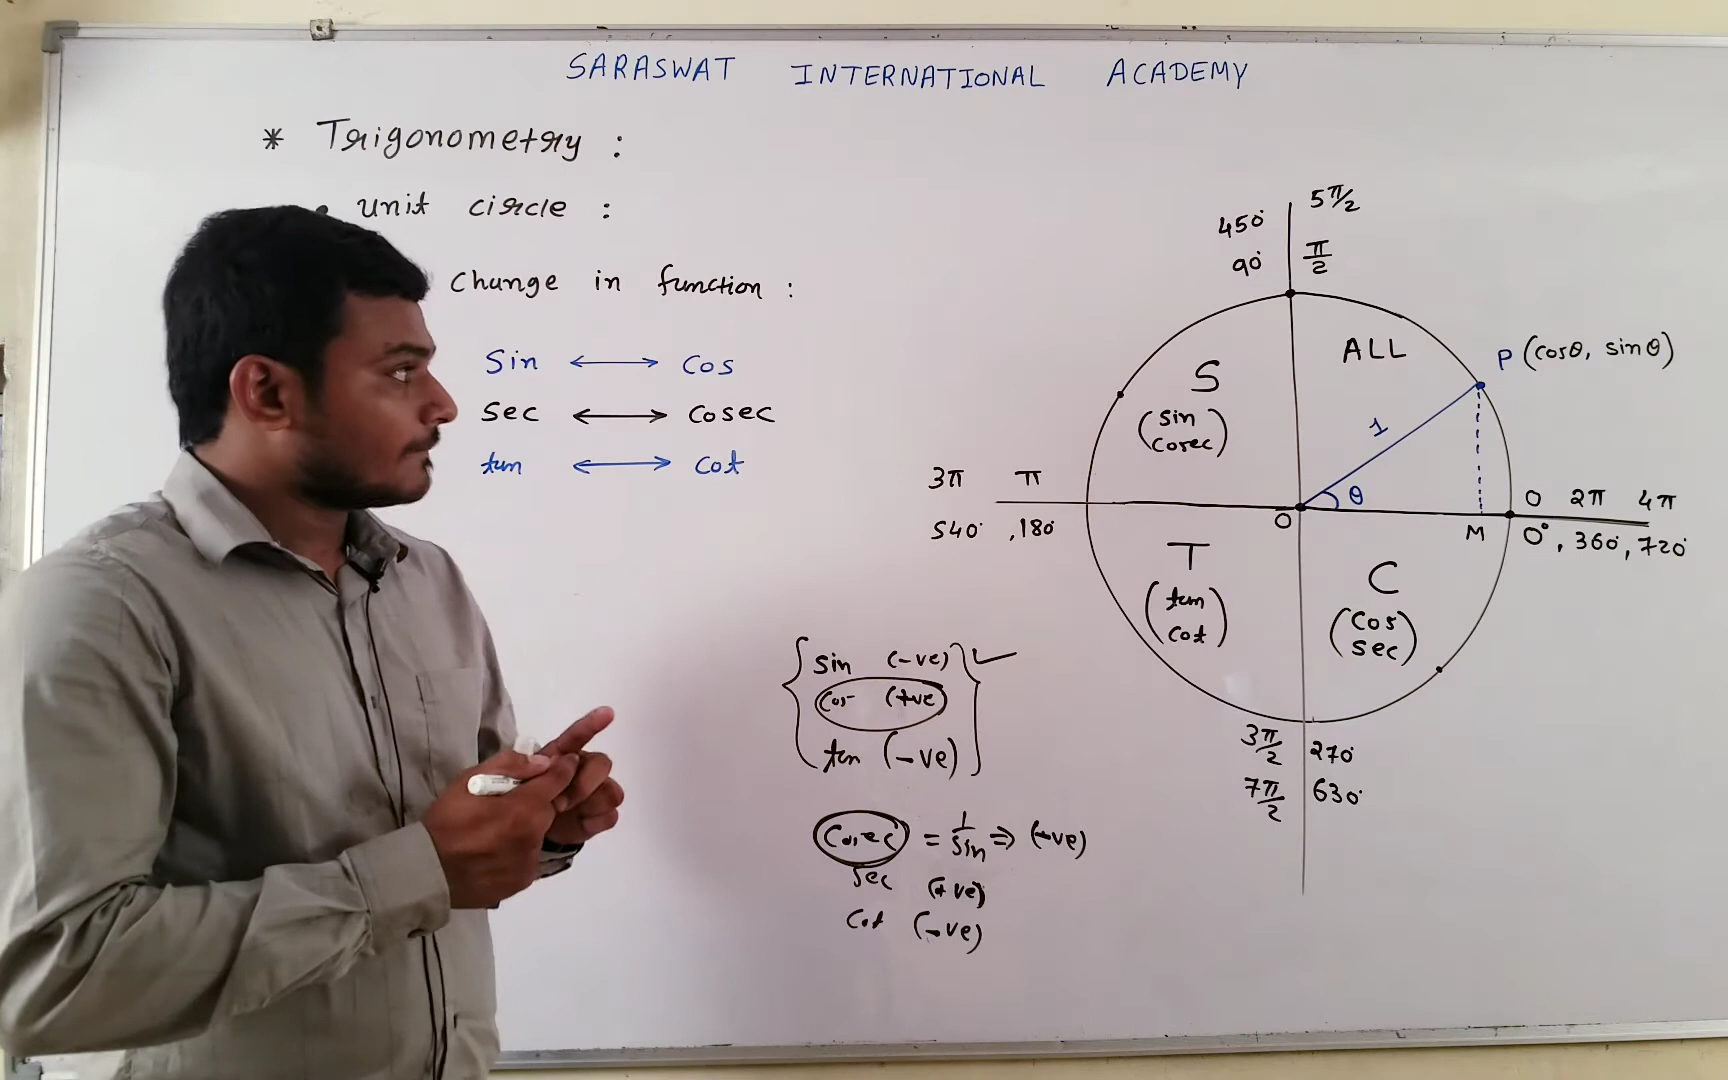 SARASWAT INTERNATIONAL ACADEMY
* Trigonometry :
• unit circle :
Change in function :
Sin ⟷ Cos
Sec ⟷ Cosec
tan ⟷ Cot
450° 5π/2
90° π/2
ALL
P (cosθ, sinθ)
S
(sin
cosec)
1
θ
3π π
540°, 180°
O
M
0 2π 4π
0°, 360°, 720°
T
(tan
cot)
C
(cos
sec)
3π/2 270°
7π/2 630°
{ sin (-ve) } ✓
cos (+ve
tan (-ve)
Cosec = 1/sin ⇒ (-ve)
Sec (+ve)
Cot (-ve)